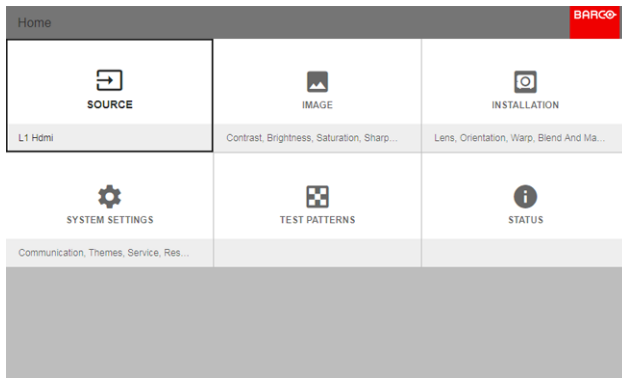 Home
BARCO
SOURCE
IMAGE
INSTALLATION
L1 Hdmi
Contrast, Brightness, Saturation, Sharp...
Lens, Orientation, Warp, Blend And Ma...
SYSTEM SETTINGS
TEST PATTERNS
STATUS
Communication, Themes, Service, Res...